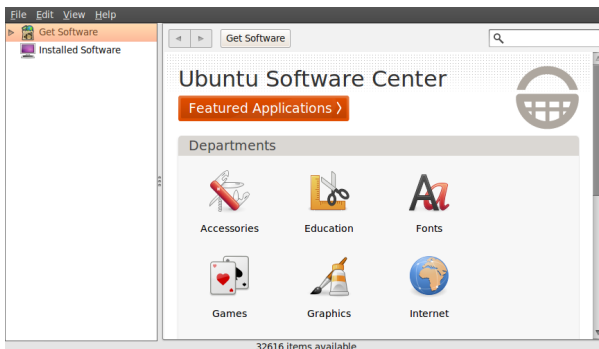 File Edit View Help
Get Software
Installed Software
Get Software
Ubuntu Software Center
Featured Applications ⟩
Departments
Accessories Education Fonts
Games Graphics Internet
32616 items available